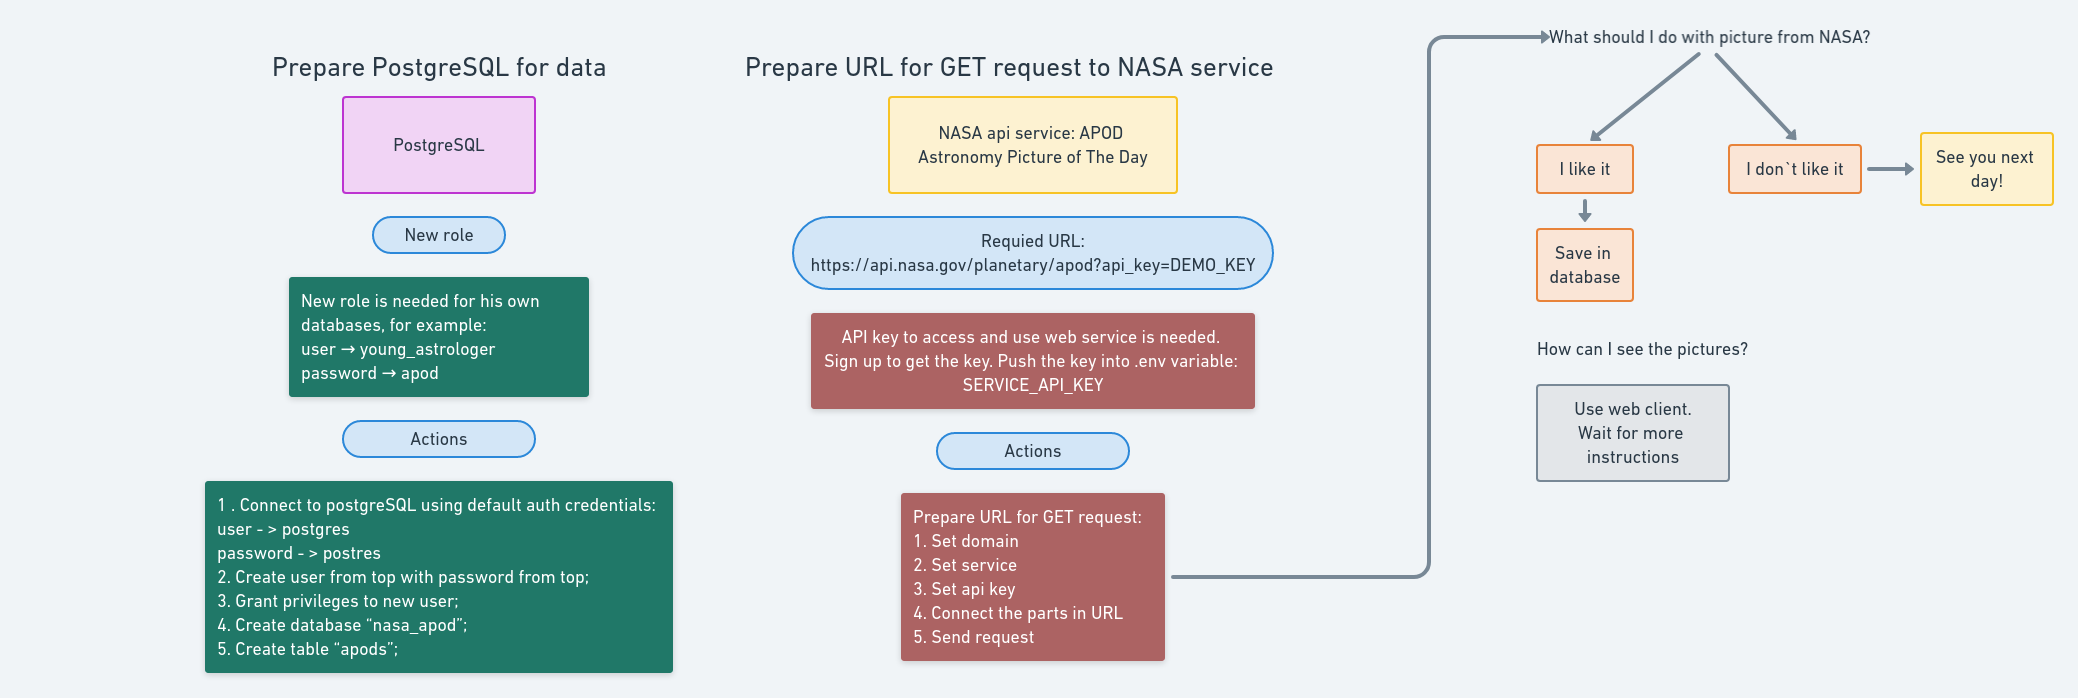 Prepare PostgreSQL for data
PostgreSQL
New role
New role is needed for his own
databases, for example:
user → young_astrologer
password → apod
Actions
1 . Connect to postgreSQL using default auth credentials:
user - > postgres
password - > postres
2. Create user from top with password from top;
3. Grant privileges to new user;
4. Create database “nasa_apod”;
5. Create table “apods”;
Prepare URL for GET request to NASA service
NASA api service: APOD
Astronomy Picture of The Day
Requied URL:
https://api.nasa.gov/planetary/apod?api_key=DEMO_KEY
API key to access and use web service is needed.
Sign up to get the key. Push the key into .env variable:
SERVICE_API_KEY
Actions
Prepare URL for GET request:
1. Set domain
2. Set service
3. Set api key
4. Connect the parts in URL
5. Send request
What should I do with picture from NASA?
I like it
I don`t like it
See you next
day!
Save in
database
How can I see the pictures?
Use web client.
Wait for more
instructions